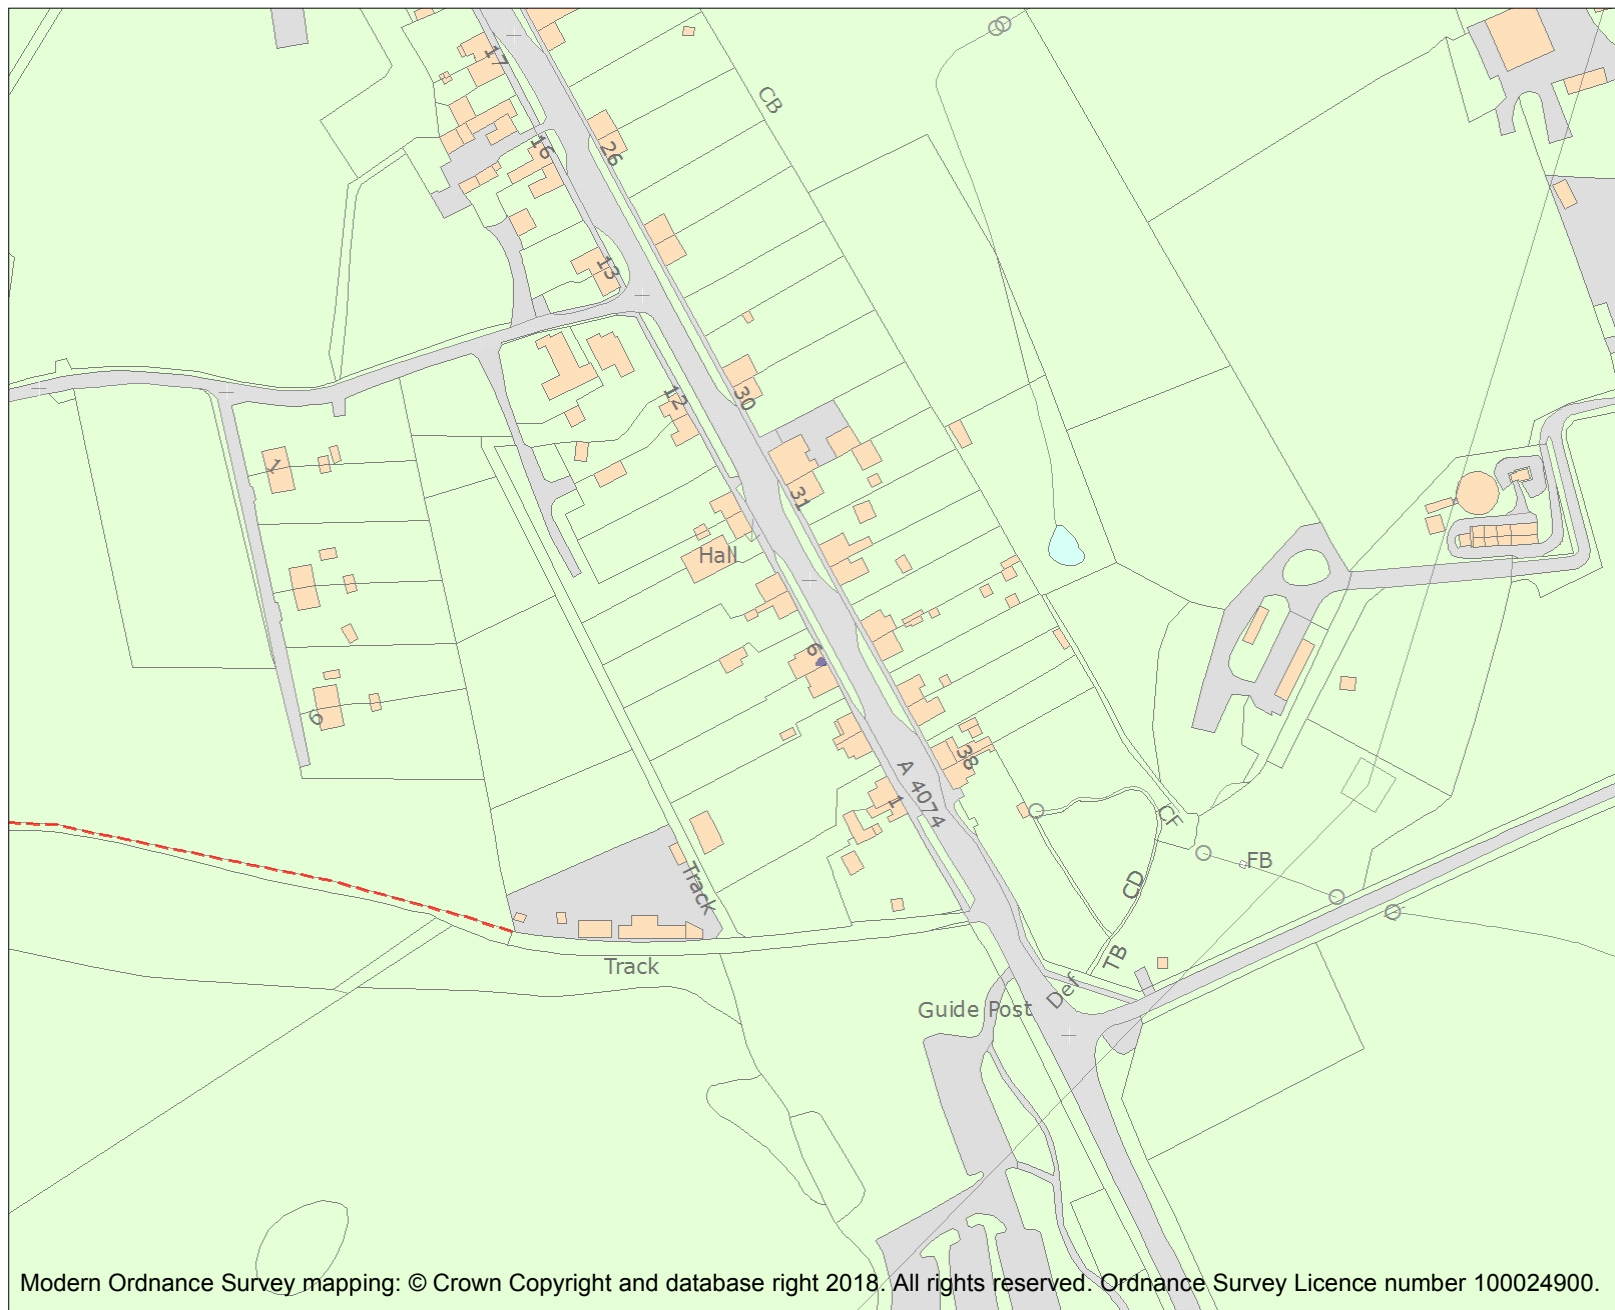 17
CB
16
26
13
12
30
1
31
Hall
6
6
A 4074
38
1
CF
FB
CD
Track
Track
TB
Def
Guide Post
Modern Ordnance Survey mapping: © Crown Copyright and database right 2018. All rights reserved. Ordnance Survey Licence number 100024900.